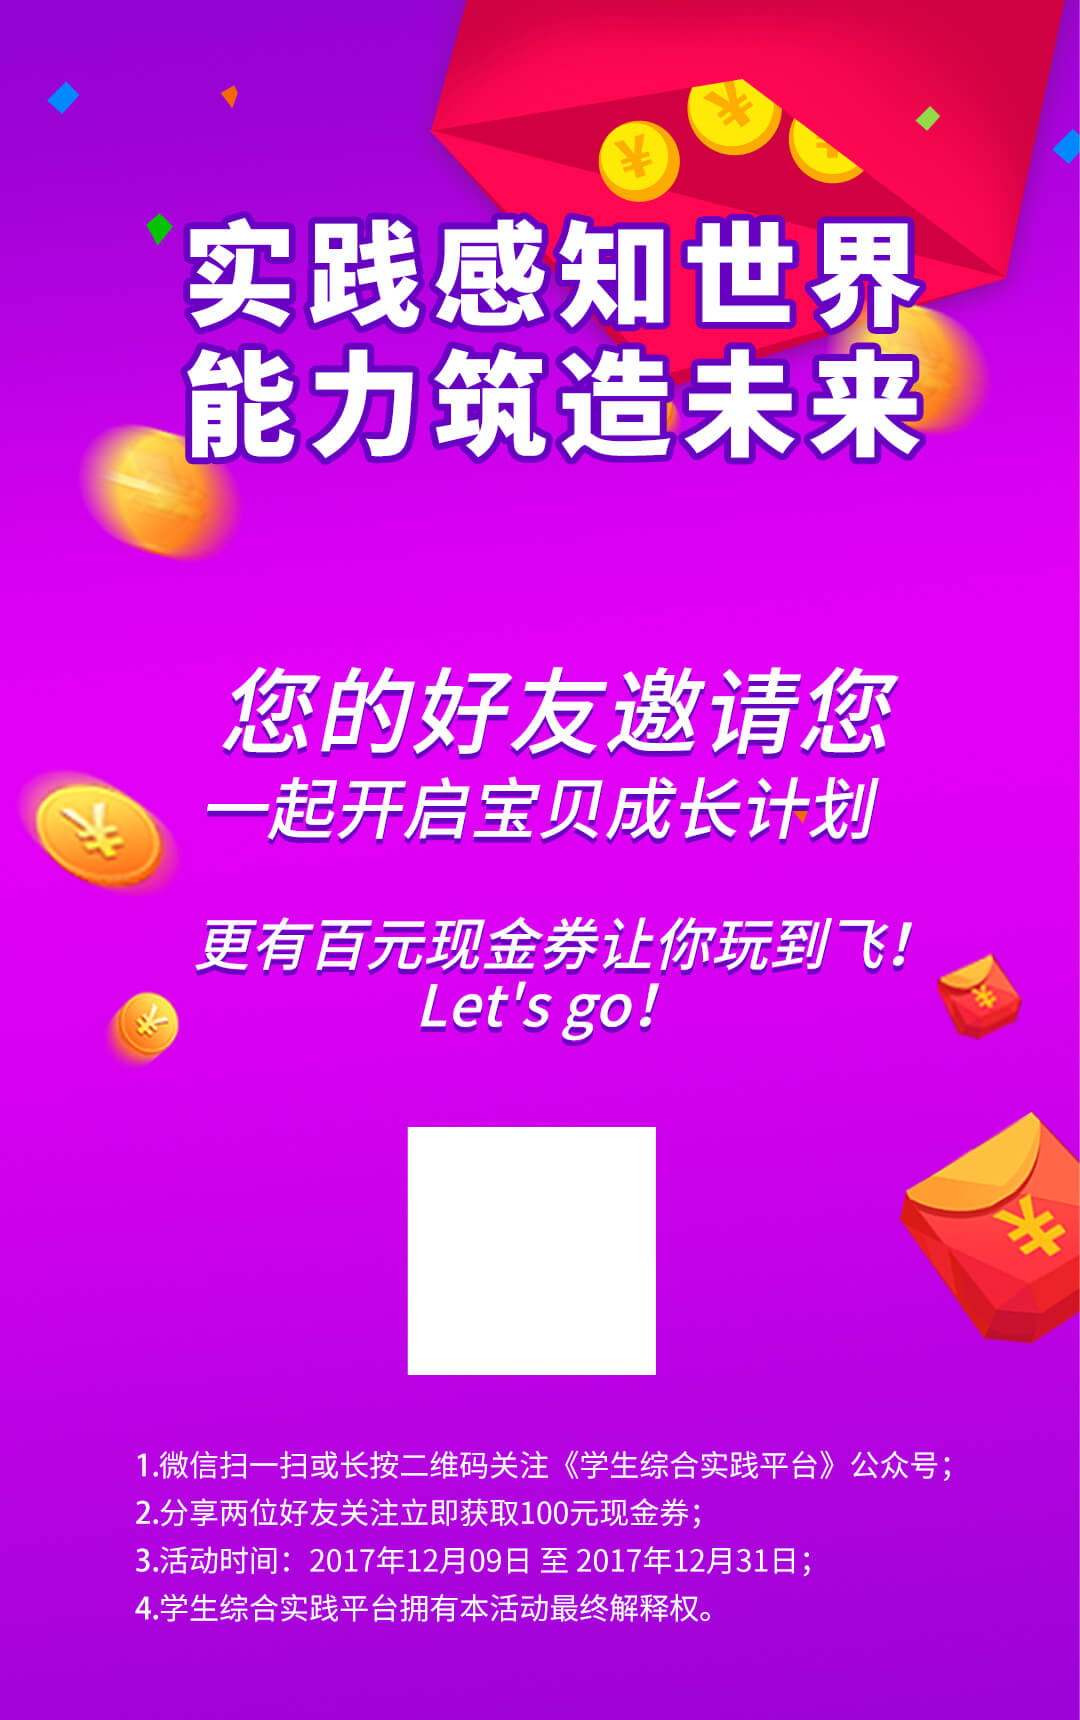 实践感知世界
能力筑造未来
您的好友邀请您
一起开启宝贝成长计划
更有百元现金券让你玩到飞！
Let's go！
1.微信扫一扫或长按二维码关注《学生综合实践平台》公众号；
2.分享两位好友关注立即获取100元现金券；
3.活动时间：2017年12月09日 至 2017年12月31日；
4.学生综合实践平台拥有本活动最终解释权。